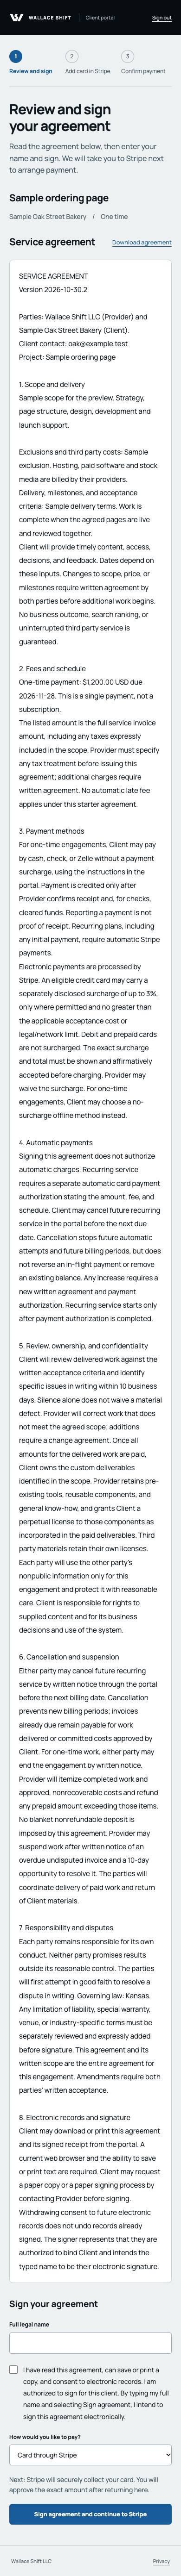 WALLACE SHIFT
Client portal
Sign out
1
2
3
Review and sign
Add card in Stripe
Confirm payment
Review and sign
your agreement
Read the agreement below, then enter your
name and sign. We will take you to Stripe next
to arrange payment.
Sample ordering page
Sample Oak Street Bakery / One time
Service agreement
Download agreement
SERVICE AGREEMENT
Version 2026-10-30.2
Parties: Wallace Shift LLC (Provider) and
Sample Oak Street Bakery (Client).
Client contact: oak@example.test
Project: Sample ordering page
1. Scope and delivery
Sample scope for the preview. Strategy,
page structure, design, development and
launch support.
Exclusions and third party costs: Sample
exclusion. Hosting, paid software and stock
media are billed by their providers.
Delivery, milestones, and acceptance
criteria: Sample delivery terms. Work is
complete when the agreed pages are live
and reviewed together.
Client will provide timely content, access,
decisions, and feedback. Dates depend on
these inputs. Changes to scope, price, or
milestones require written agreement by
both parties before additional work begins.
No business outcome, search ranking, or
uninterrupted third party service is
guaranteed.
2. Fees and schedule
One-time payment: $1,200.00 USD due
2026-11-28. This is a single payment, not a
subscription.
The listed amount is the full service invoice
amount, including any taxes expressly
included in the scope. Provider must specify
any tax treatment before issuing this
agreement; additional charges require
written agreement. No automatic late fee
applies under this starter agreement.
3. Payment methods
For one-time engagements, Client may pay
by cash, check, or Zelle without a payment
surcharge, using the instructions in the
portal. Payment is credited only after
Provider confirms receipt and, for checks,
cleared funds. Reporting a payment is not
proof of receipt. Recurring plans, including
any initial payment, require automatic Stripe
payments.
Electronic payments are processed by
Stripe. An eligible credit card may carry a
separately disclosed surcharge of up to 3%,
only where permitted and no greater than
the applicable acceptance cost or
legal/network limit. Debit and prepaid cards
are not surcharged. The exact surcharge
and total must be shown and affirmatively
accepted before charging. Provider may
waive the surcharge. For one-time
engagements, Client may choose a no-
surcharge offline method instead.
4. Automatic payments
Signing this agreement does not authorize
automatic charges. Recurring service
requires a separate automatic card payment
authorization stating the amount, fee, and
schedule. Client may cancel future recurring
service in the portal before the next due
date. Cancellation stops future automatic
attempts and future billing periods, but does
not reverse an in-flight payment or remove
an existing balance. Any increase requires a
new written agreement and payment
authorization. Recurring service starts only
after payment authorization is completed.
5. Review, ownership, and confidentiality
Client will review delivered work against the
written acceptance criteria and identify
specific issues in writing within 10 business
days. Silence alone does not waive a material
defect. Provider will correct work that does
not meet the agreed scope; additions
require a change agreement. Once all
amounts for the delivered work are paid,
Client owns the custom deliverables
identified in the scope. Provider retains pre-
existing tools, reusable components, and
general know-how, and grants Client a
perpetual license to those components as
incorporated in the paid deliverables. Third
party materials retain their own licenses.
Each party will use the other party's
nonpublic information only for this
engagement and protect it with reasonable
care. Client is responsible for rights to
supplied content and for its business
decisions and use of the system.
6. Cancellation and suspension
Either party may cancel future recurring
service by written notice through the portal
before the next billing date. Cancellation
prevents new billing periods; invoices
already due remain payable for work
delivered or committed costs approved by
Client. For one-time work, either party may
end the engagement by written notice.
Provider will itemize completed work and
approved, nonrecoverable costs and refund
any prepaid amount exceeding those items.
No blanket nonrefundable deposit is
imposed by this agreement. Provider may
suspend work after written notice of an
overdue undisputed invoice and a 10-day
opportunity to resolve it. The parties will
coordinate delivery of paid work and return
of Client materials.
7. Responsibility and disputes
Each party remains responsible for its own
conduct. Neither party promises results
outside its reasonable control. The parties
will first attempt in good faith to resolve a
dispute in writing. Governing law: Kansas.
Any limitation of liability, special warranty,
venue, or industry-specific terms must be
separately reviewed and expressly added
before signature. This agreement and its
written scope are the entire agreement for
this engagement. Amendments require both
parties' written acceptance.
8. Electronic records and signature
Client may download or print this agreement
and its signed receipt from the portal. A
current web browser and the ability to save
or print text are required. Client may request
a paper copy or a paper signing process by
contacting Provider before signing.
Withdrawing consent to future electronic
records does not undo records already
signed. The signer represents that they are
authorized to bind Client and intends the
typed name to be their electronic signature.
Sign your agreement
Full legal name
I have read this agreement, can save or print a
copy, and consent to electronic records. I am
authorized to sign for this client. By typing my full
name and selecting Sign agreement, I intend to
sign this agreement electronically.
How would you like to pay?
Card through Stripe
Next: Stripe will securely collect your card. You will
approve the exact amount after returning here.
Sign agreement and continue to Stripe
Wallace Shift LLC
Privacy